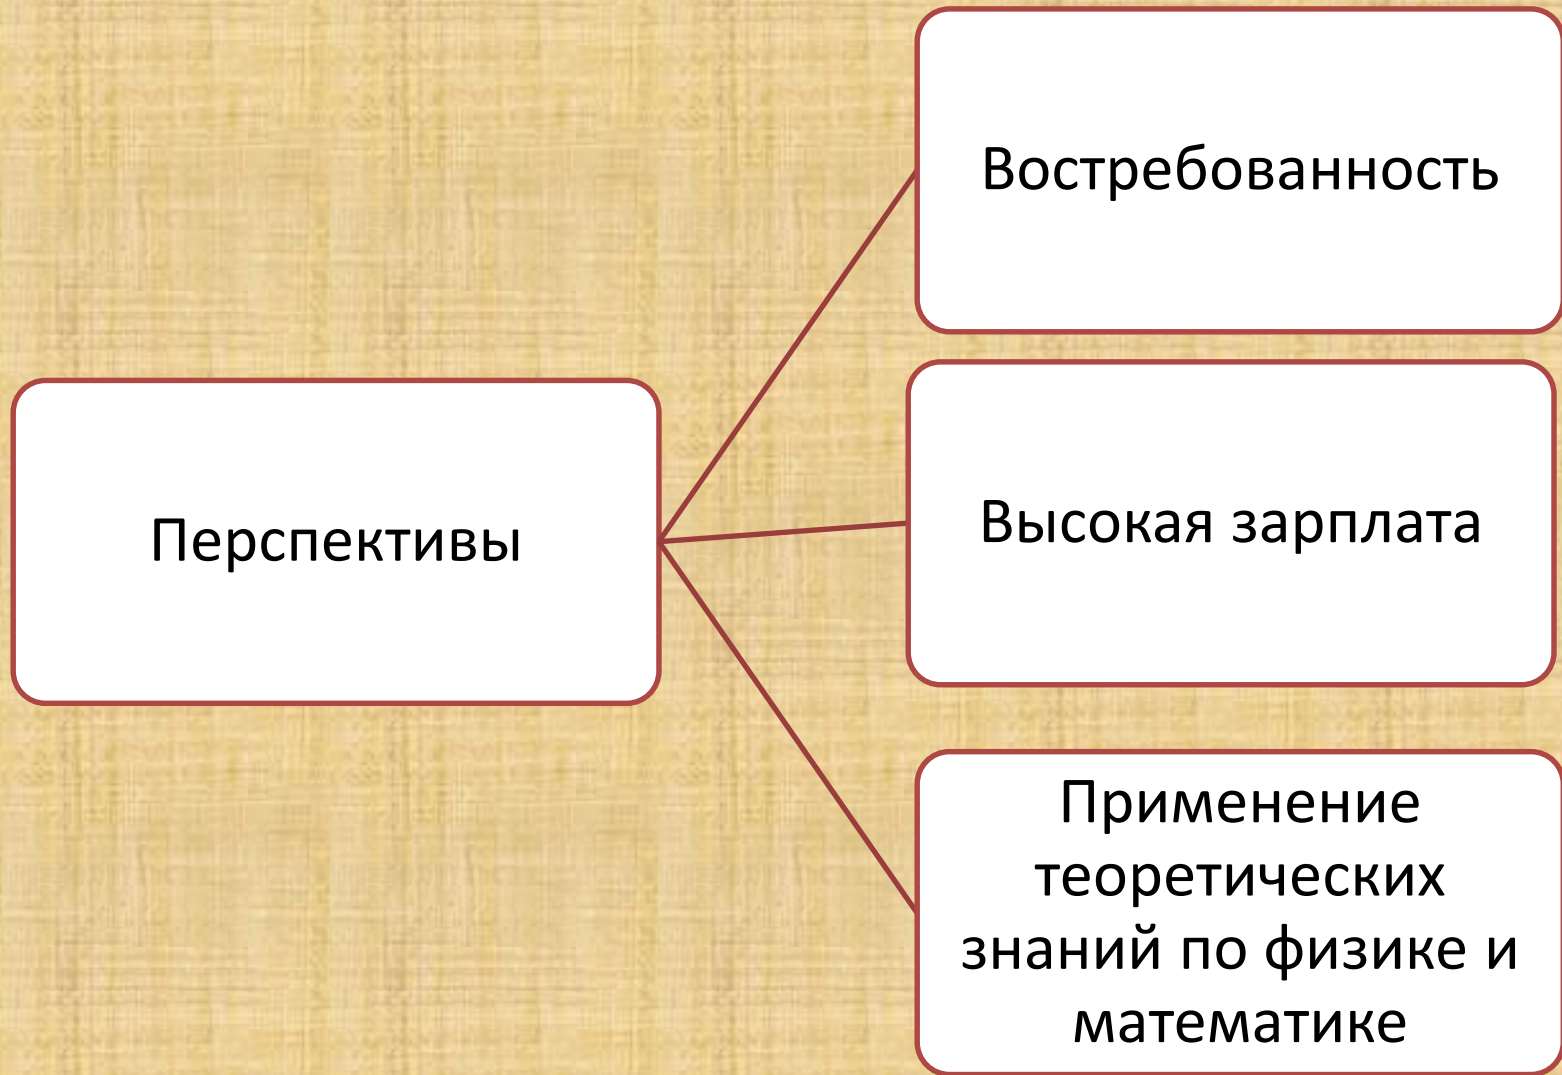 Востребованность
Перспективы
Высокая зарплата
Применение
теоретических
знаний по физике и
математике